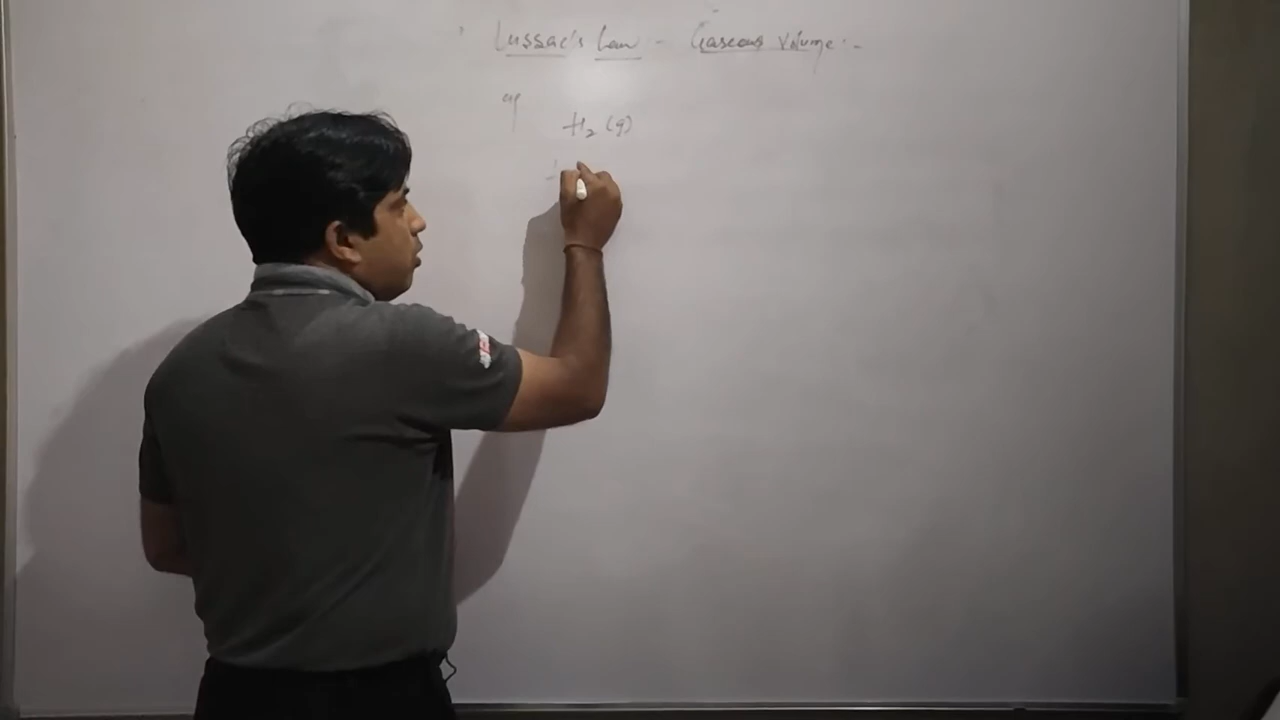 Lussac's Law - Gaseous Volume :-
eg
H₂ (g)